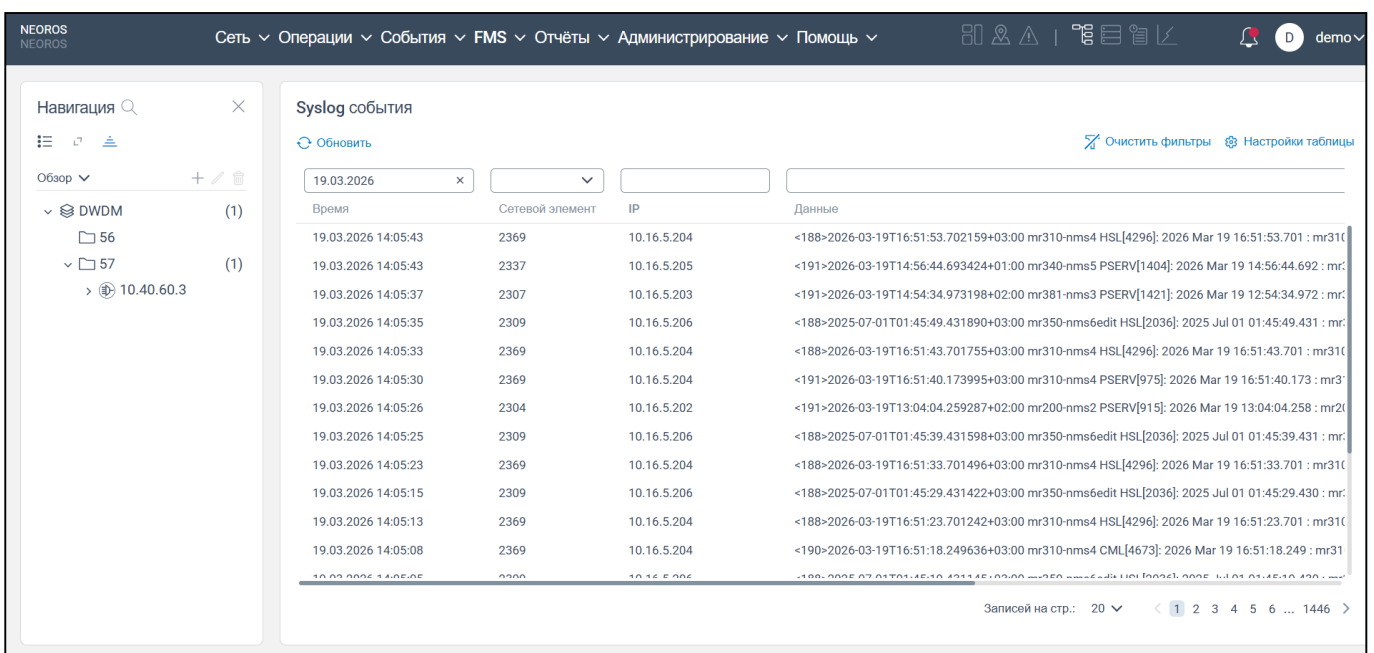 NEOROS
NEOROS
Сеть Операции События FMS Отчёты Администрирование Помощь D demo
Навигация
Обзор
DWDM (1)
56
57 (1)
10.40.60.3
Syslog события
Обновить Очистить фильтры Настройки таблицы
19.03.2026 ×
Время Сетевой элемент IP Данные
19.03.2026 14:05:43 2369 10.16.5.204 <188>2026-03-19T16:51:53.702159+03:00 mr310-nms4 HSL[4296]: 2026 Mar 19 16:51:53.701 : mr310
19.03.2026 14:05:43 2337 10.16.5.205 <191>2026-03-19T14:56:44.693424+01:00 mr340-nms5 PSERV[1404]: 2026 Mar 19 14:56:44.692 : mr
19.03.2026 14:05:37 2307 10.16.5.203 <191>2026-03-19T14:54:34.973198+02:00 mr381-nms3 PSERV[1421]: 2026 Mar 19 12:54:34.972 : mr
19.03.2026 14:05:35 2309 10.16.5.206 <188>2025-07-01T01:45:49.431890+03:00 mr350-nms6edit HSL[2036]: 2025 Jul 01 01:45:49.431 : mr
19.03.2026 14:05:33 2369 10.16.5.204 <188>2026-03-19T16:51:43.701755+03:00 mr310-nms4 HSL[4296]: 2026 Mar 19 16:51:43.701 : mr310
19.03.2026 14:05:30 2369 10.16.5.204 <191>2026-03-19T16:51:40.173995+03:00 mr310-nms4 PSERV[975]: 2026 Mar 19 16:51:40.173 : mr3
19.03.2026 14:05:26 2304 10.16.5.202 <191>2026-03-19T13:04:04.259287+02:00 mr200-nms2 PSERV[915]: 2026 Mar 19 13:04:04.258 : mr20
19.03.2026 14:05:25 2309 10.16.5.206 <188>2025-07-01T01:45:39.431598+03:00 mr350-nms6edit HSL[2036]: 2025 Jul 01 01:45:39.431 : mr
19.03.2026 14:05:23 2369 10.16.5.204 <188>2026-03-19T16:51:33.701496+03:00 mr310-nms4 HSL[4296]: 2026 Mar 19 16:51:33.701 : mr310
19.03.2026 14:05:15 2309 10.16.5.206 <188>2025-07-01T01:45:29.431422+03:00 mr350-nms6edit HSL[2036]: 2025 Jul 01 01:45:29.430 : mr
19.03.2026 14:05:13 2369 10.16.5.204 <188>2026-03-19T16:51:23.701242+03:00 mr310-nms4 HSL[4296]: 2026 Mar 19 16:51:23.701 : mr310
19.03.2026 14:05:08 2369 10.16.5.204 <190>2026-03-19T16:51:18.249636+03:00 mr310-nms4 CML[4673]: 2026 Mar 19 16:51:18.249 : mr31
Записей на стр.: 20 < 1 2 3 4 5 6 ... 1446 >